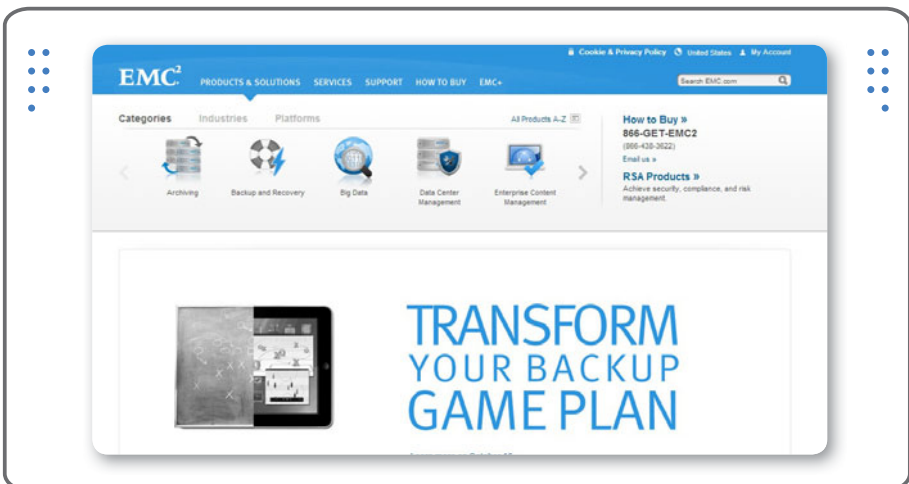 Cookie & Privacy Policy United States My Account
EMC²
PRODUCTS & SOLUTIONS SERVICES SUPPORT HOW TO BUY EMC+
Search EMC.com
Categories Industries Platforms
All Products A-Z
Archiving
Backup and Recovery
Big Data
Data Center
Management
Enterprise Content
Management
How to Buy »
866-GET-EMC2
(866-438-3622)
Email us »
RSA Products »
Achieve security, compliance, and risk
management.
TRANSFORM
YOUR BACKUP
GAME PLAN